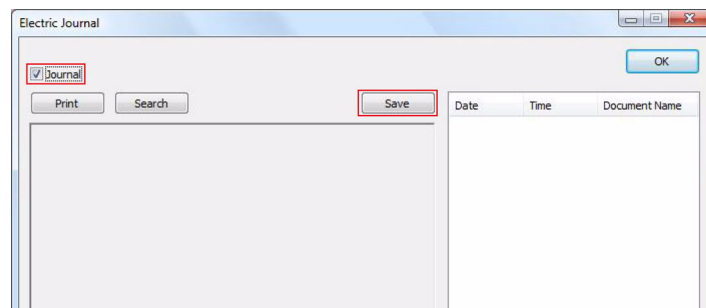 Electric Journal
OK
Journal
Print Search Save Date Time Document Name